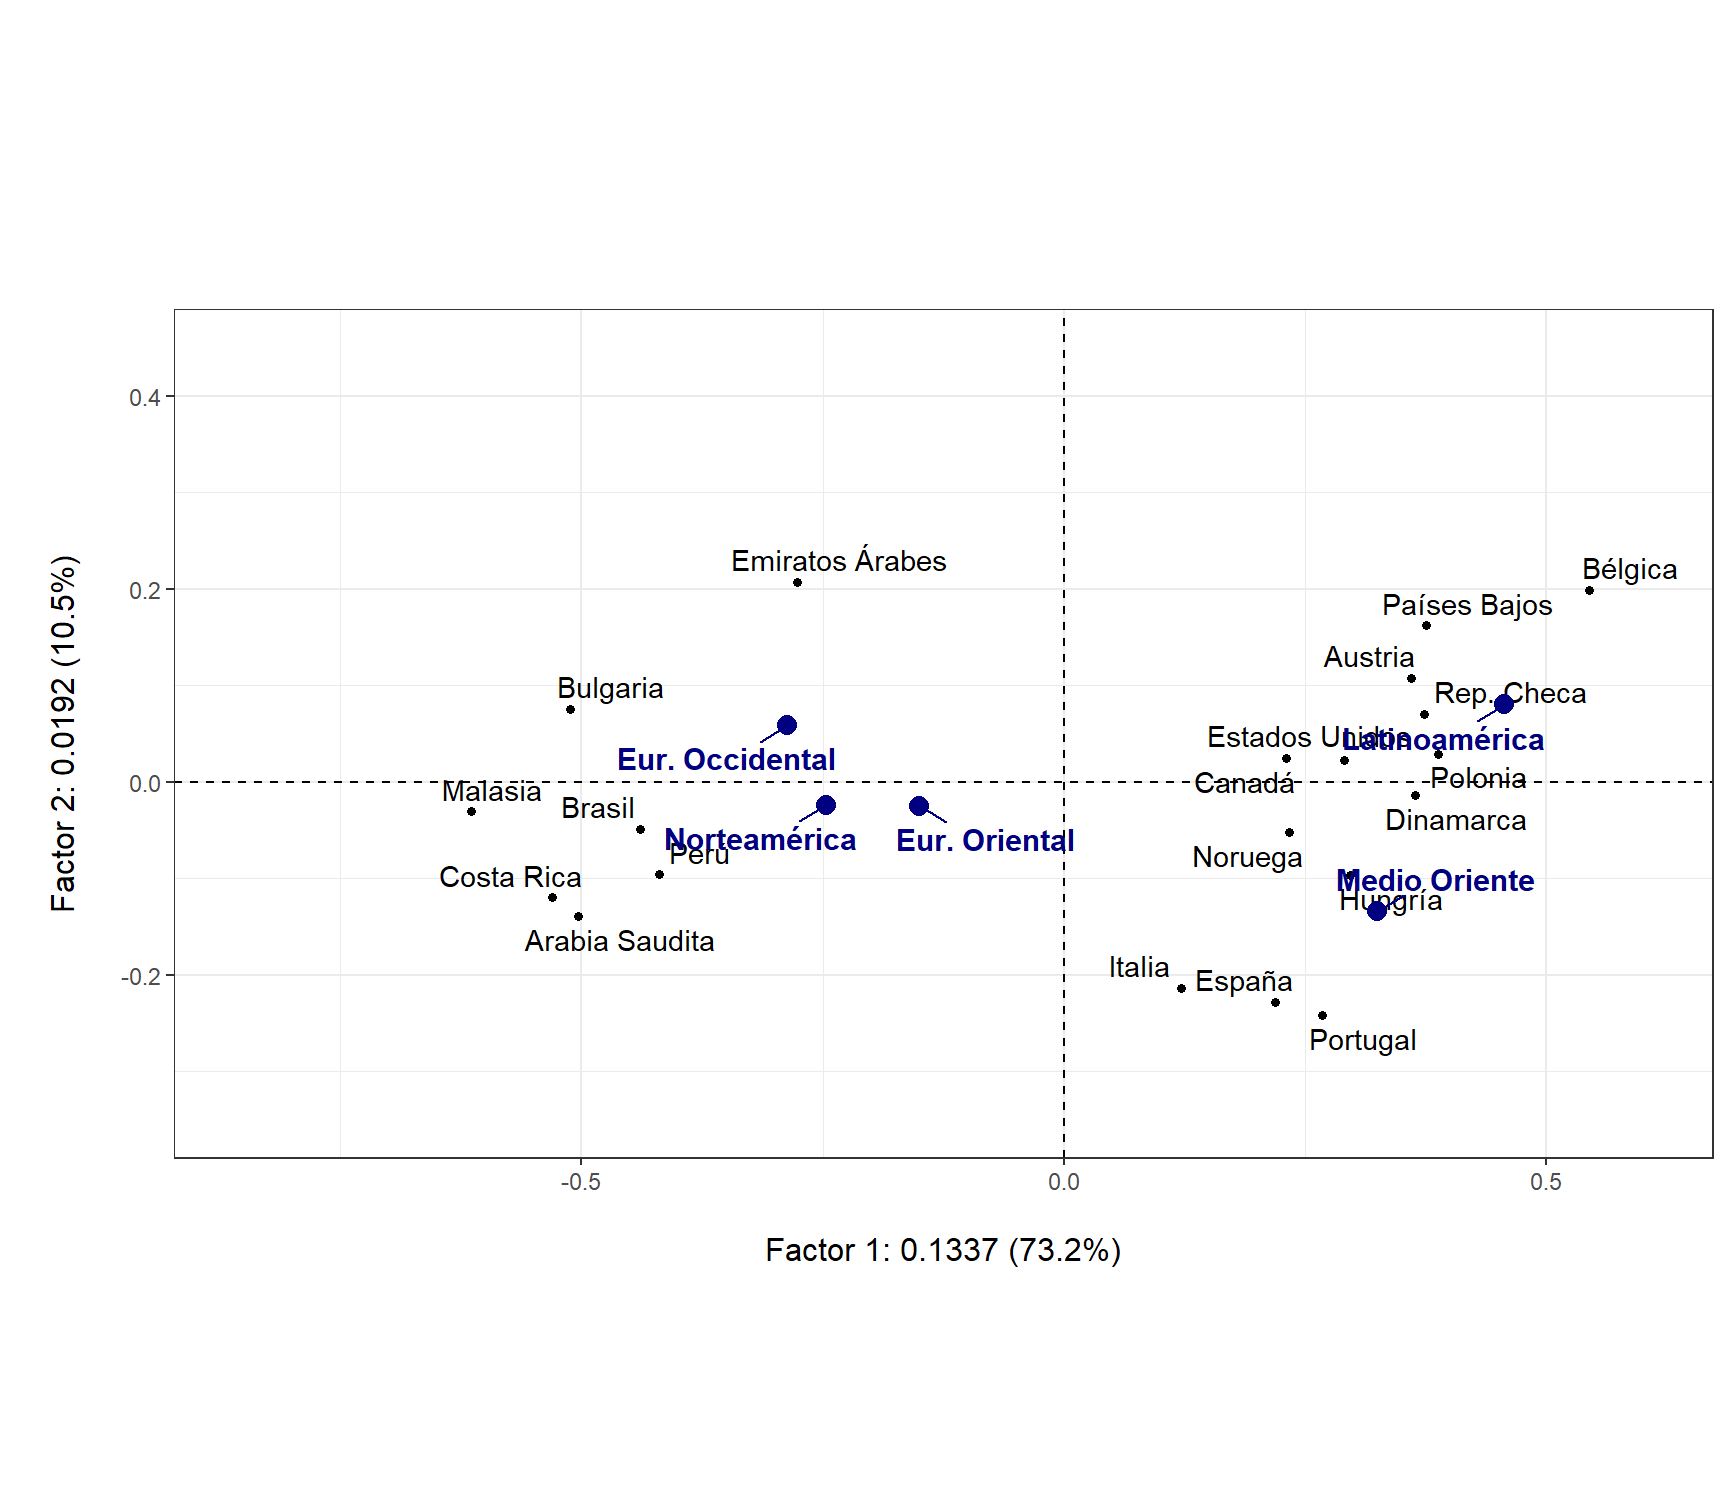 0.4
Emiratos Árabes
Bélgica
0.2
Países Bajos
Austria
Bulgaria
Rep. Checa
Estados Unidos
Latinoamérica
Eur. Occidental
0.0
Canadá
Polonia
Malasia
Brasil
Dinamarca
Norteamérica
Eur. Oriental
Perú
Noruega
Costa Rica
Medio Oriente
Hungría
Arabia Saudita
Italia
España
-0.2
Portugal
-0.5
0.0
0.5
Factor 1: 0.1337 (73.2%)
Factor 2: 0.0192 (10.5%)